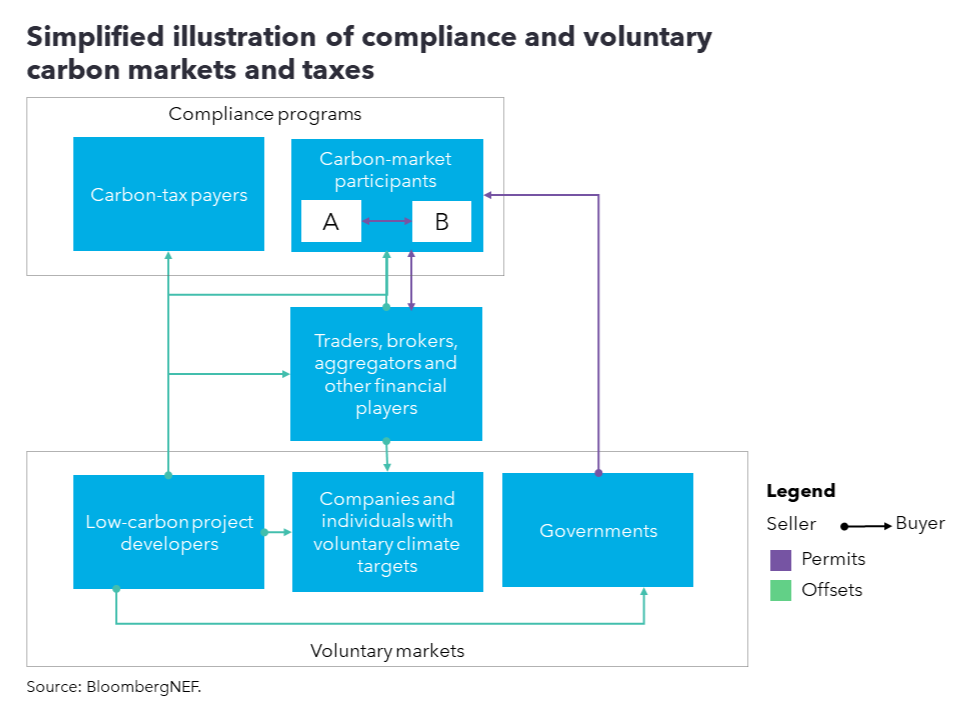 Simplified illustration of compliance and voluntary
carbon markets and taxes
Compliance programs
Carbon-tax payers
Carbon-market
participants
A
B
Traders, brokers,
aggregators and
other financial
players
Low-carbon project
developers
Companies and
individuals with
voluntary climate
targets
Governments
Voluntary markets
Legend
Seller
Buyer
Permits
Offsets
Source: BloombergNEF.